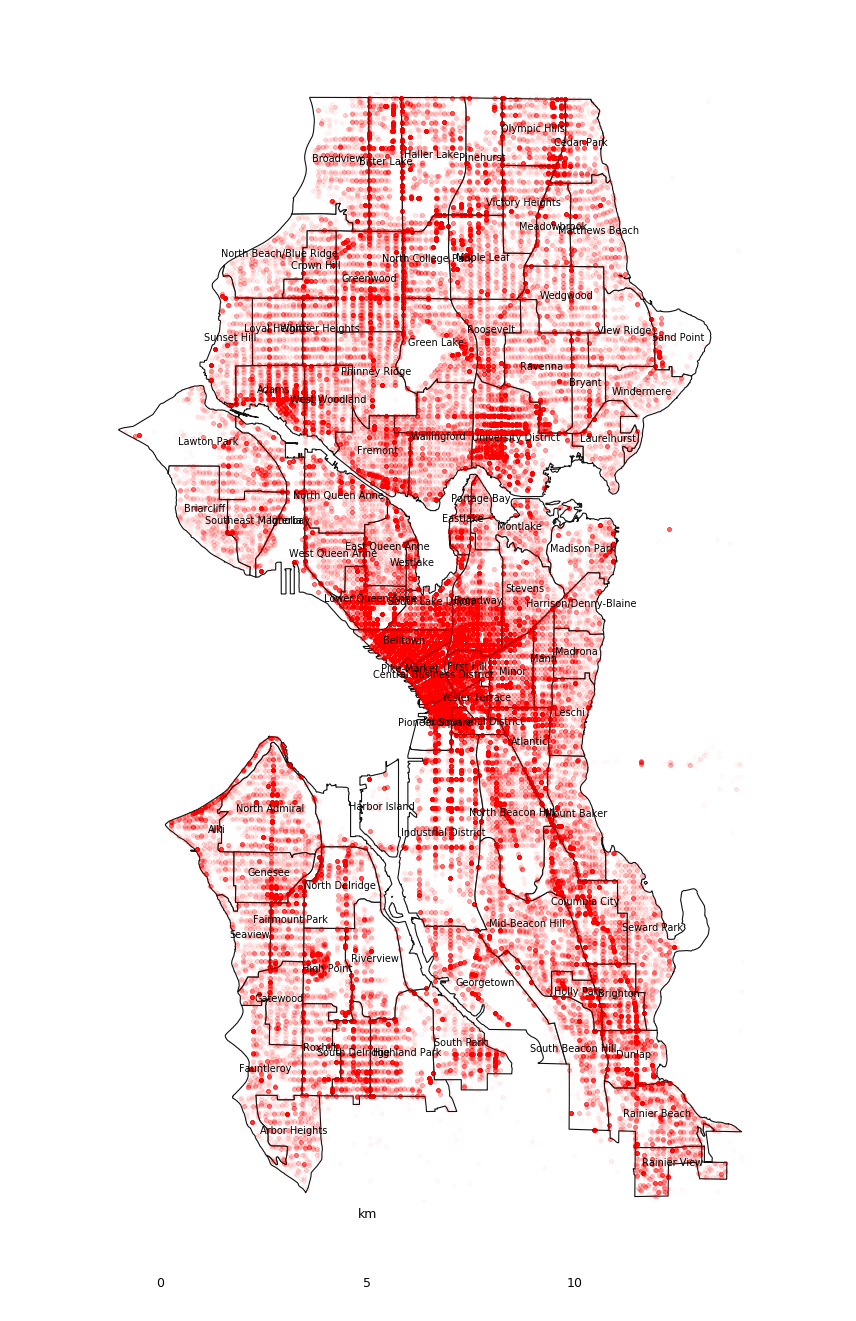 Olympic Hills
Cedar Park
Broadview
Bitter Lake
Haller Lake
Pinehurst
Victory Heights
Meadowbrook
Matthews Beach
North Beach/Blue Ridge
Crown Hill
Greenwood
North College Park
Maple Leaf
Wedgwood
Sunset Hill
Loyal Heights
Whittier Heights
Green Lake
Roosevelt
View Ridge
Sand Point
Phinney Ridge
Ravenna
Bryant
Windermere
Adams
West Woodland
Lawton Park
Fremont
Wallingford
University District
Laurelhurst
North Queen Anne
Portage Bay
Briarcliff
Southeast Magnolia
Interbay
Eastlake
Montlake
West Queen Anne
East Queen Anne
Westlake
Madison Park
Stevens
Lower Queen Anne
South Lake Union
Broadway
Harrison/Denny-Blaine
Belltown
Mann
Madrona
Pike-Market
First Hill
Minor
Central Business District
Yesler Terrace
Leschi
Pioneer Square
International District
Atlantic
North Admiral
Harbor Island
North Beacon Hill
Mount Baker
Alki
Industrial District
Genesee
North Delridge
Columbia City
Fairmount Park
Mid-Beacon Hill
Seward Park
Seaview
High Point
Riverview
Georgetown
Gatewood
Holly Park
Brighton
Roxhill
South Delridge
Highland Park
South Park
South Beacon Hill
Dunlap
Fauntleroy
Arbor Heights
Rainier Beach
Rainier View
km
0
5
10